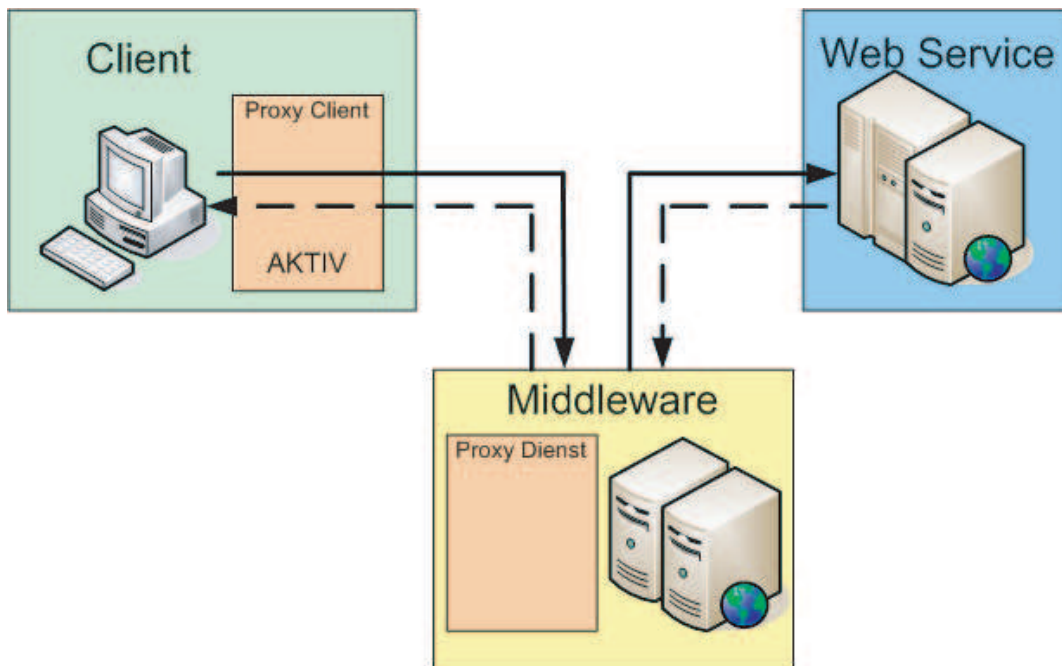 Client
Proxy Client
AKTIV
Web Service
Middleware
Proxy Dienst